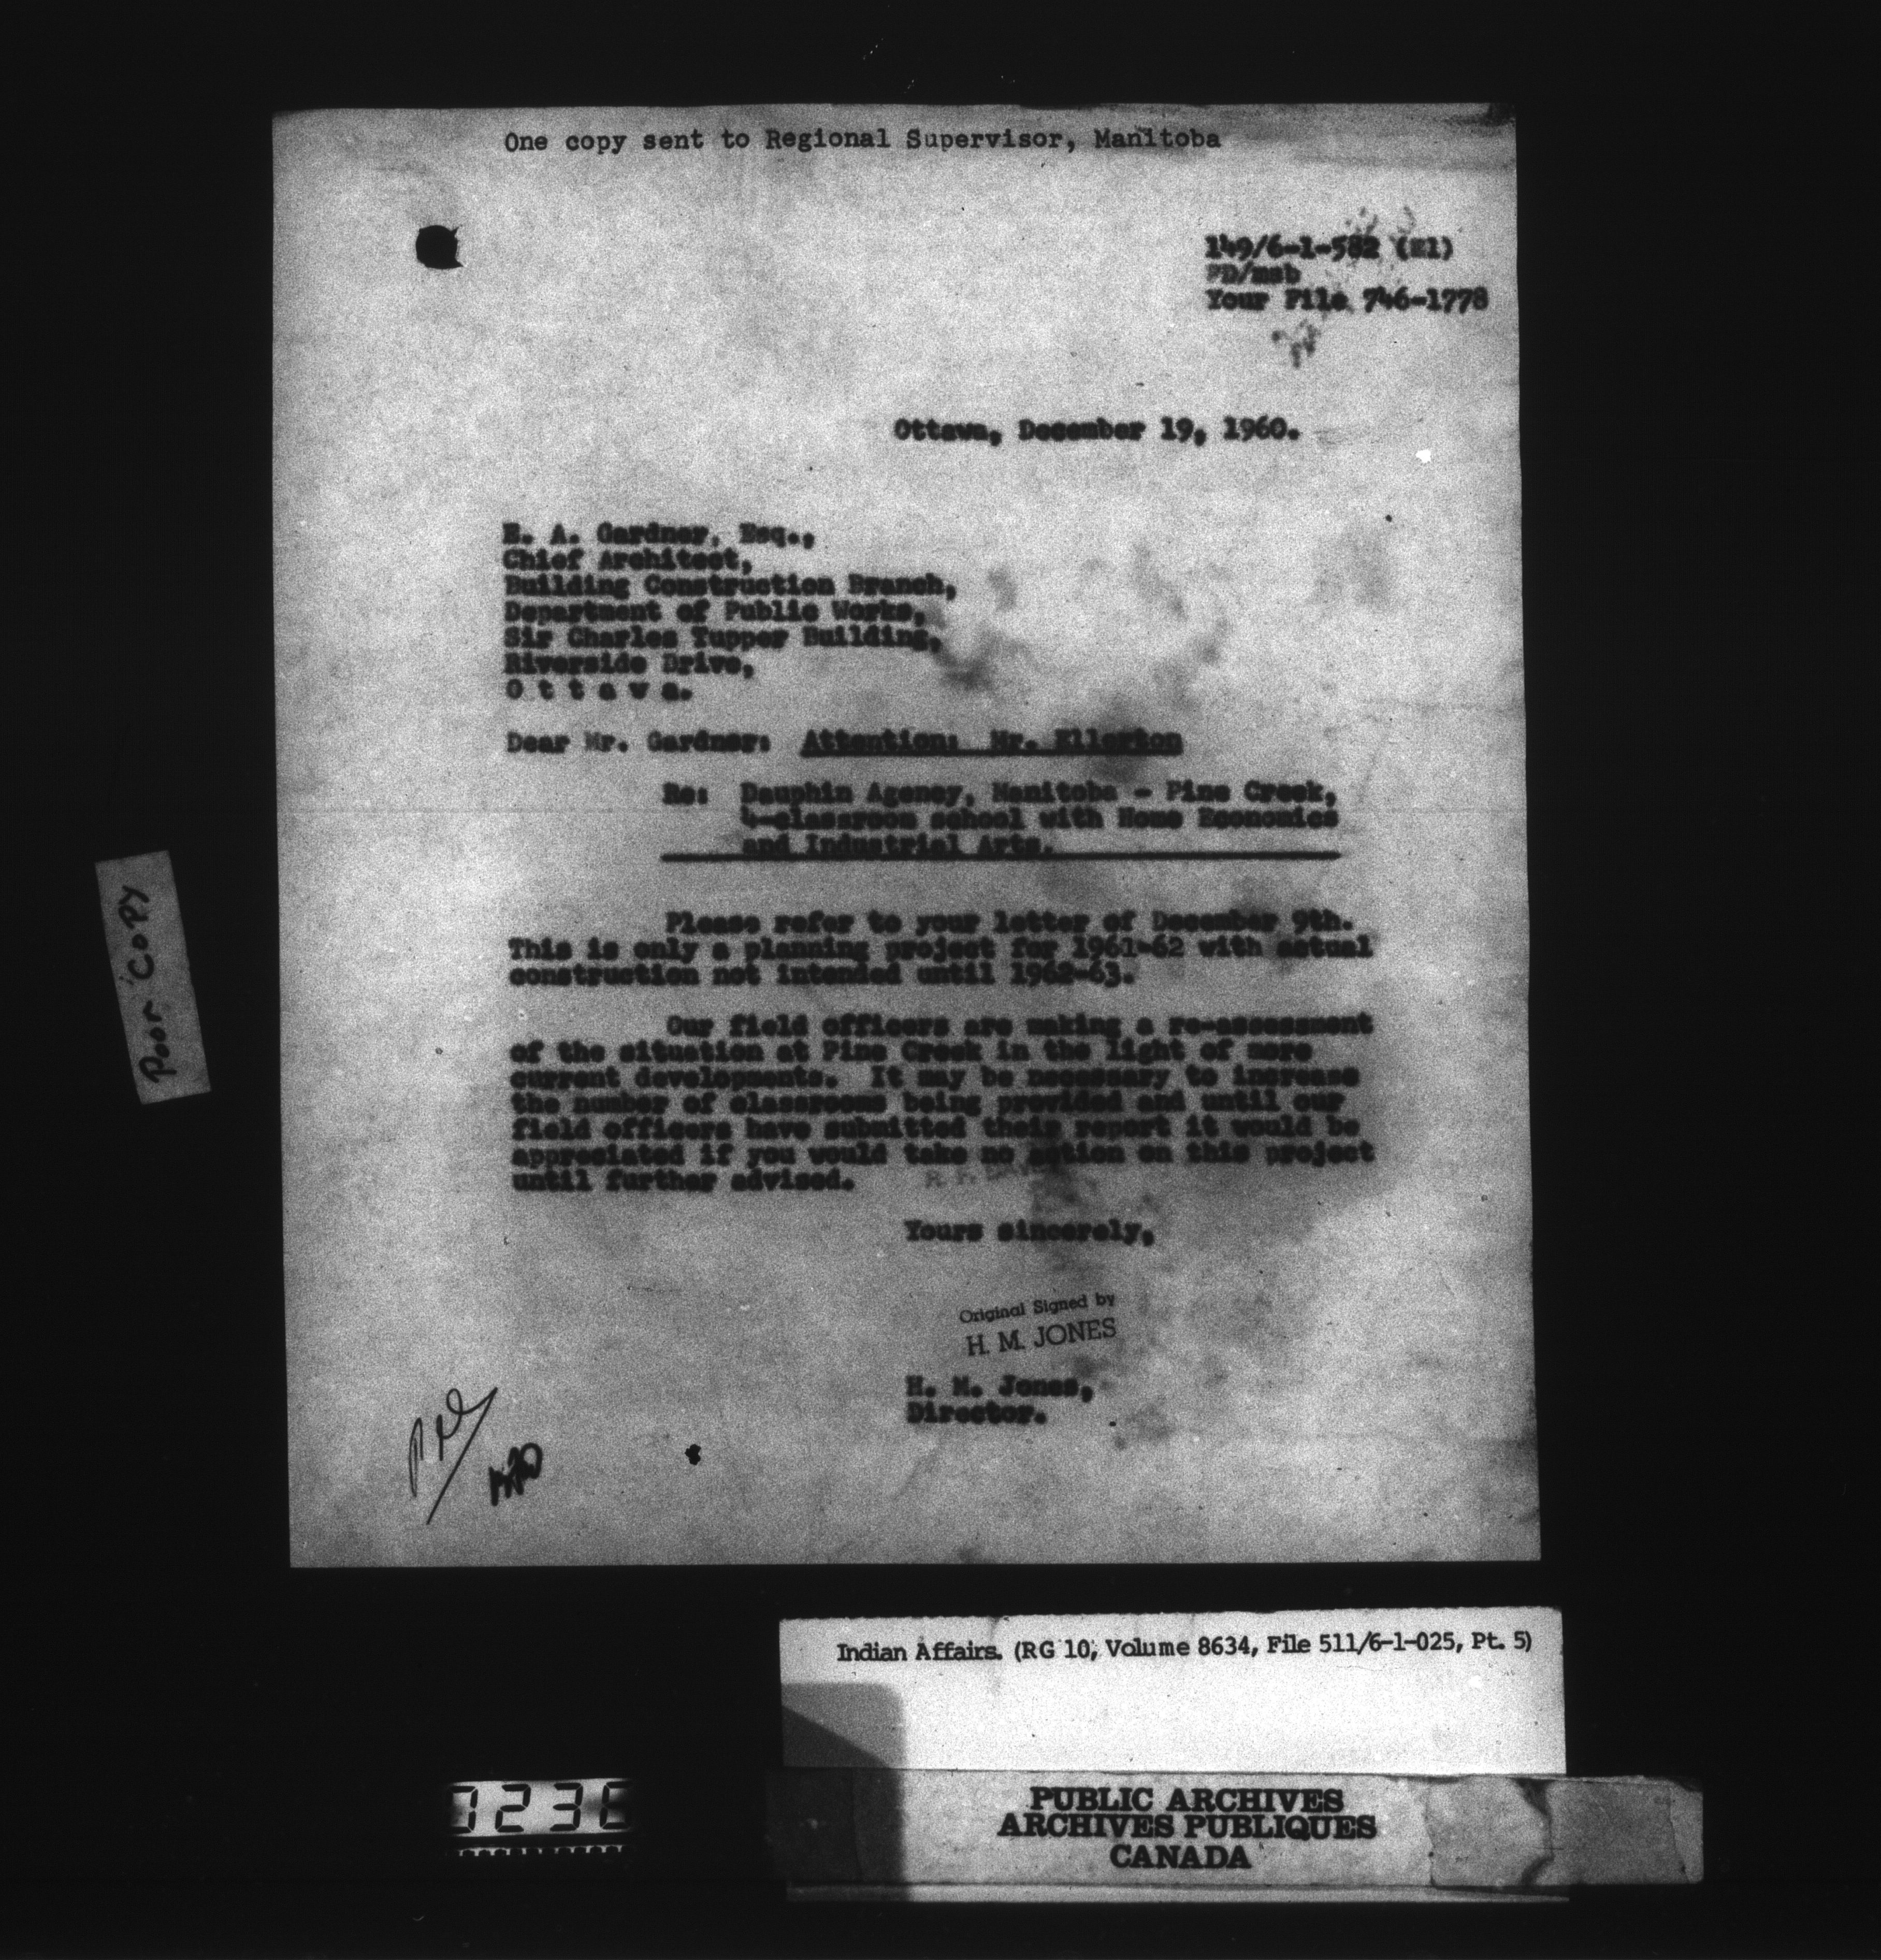 One copy sent to Regional Supervisor, Manitoba
149/6-1-582 (E1)
PD/msb
Your File 746-1778
Ottawa, December 19, 1960.
E. A. Gardner, Esq.,
Chief Architect,
Building Construction Branch,
Department of Public Works,
Sir Charles Tupper Building,
Riverside Drive,
O t t a w a.
Dear Mr. Gardner: Attention: Mr. Ellerton
Re: Dauphin Agency, Manitoba - Pine Creek,
4-classroom school with Home Economics
and Industrial Arts.
Please refer to your letter of December 9th.
This is only a planning project for 1961-62 with actual
construction not intended until 1962-63.
Our field officers are making a re-assessment
of the situation at Pine Creek in the light of more
current developments. It may be necessary to increase
the number of classrooms being provided and until our
field officers have submitted their report it would be
appreciated if you would take no action on this project
until further advised.
R. F.
Yours sincerely,
Original Signed by
H. M. JONES
H. M. Jones,
Director.
Poor Copy
Indian Affairs. (RG 10, Volume 8634, File 511/6-1-025, Pt. 5)
PUBLIC ARCHIVES
ARCHIVES PUBLIQUES
CANADA